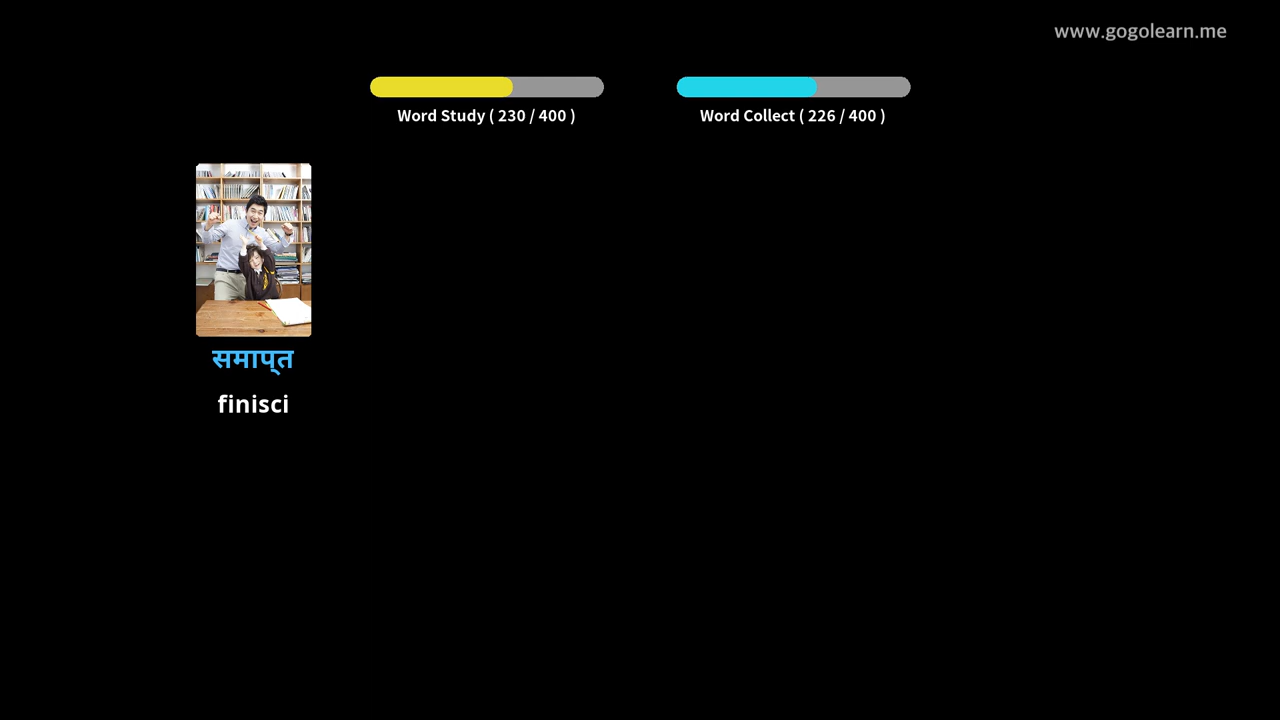 www.gogolearn.me
Word Study ( 230 / 400 )
Word Collect ( 226 / 400 )
समाप्त
finisci